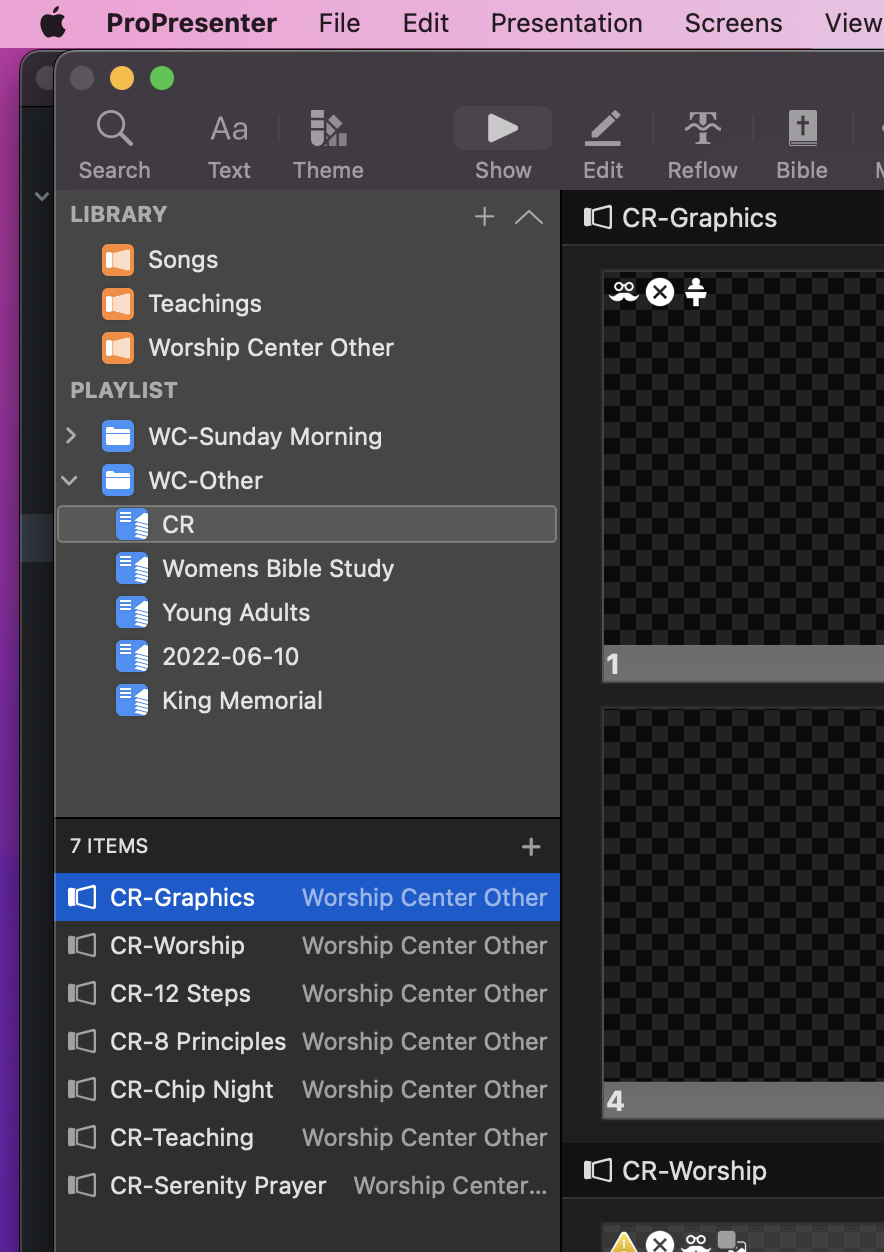 ProPresenter File Edit Presentation Screens View
Search Text Theme Show Edit Reflow Bible
LIBRARY
Songs
Teachings
Worship Center Other
PLAYLIST
WC-Sunday Morning
WC-Other
CR
Womens Bible Study
Young Adults
2022-06-10
King Memorial
7 ITEMS
CR-Graphics Worship Center Other
CR-Worship Worship Center Other
CR-12 Steps Worship Center Other
CR-8 Principles Worship Center Other
CR-Chip Night Worship Center Other
CR-Teaching Worship Center Other
CR-Serenity Prayer Worship Center...
CR-Graphics
1
4
CR-Worship